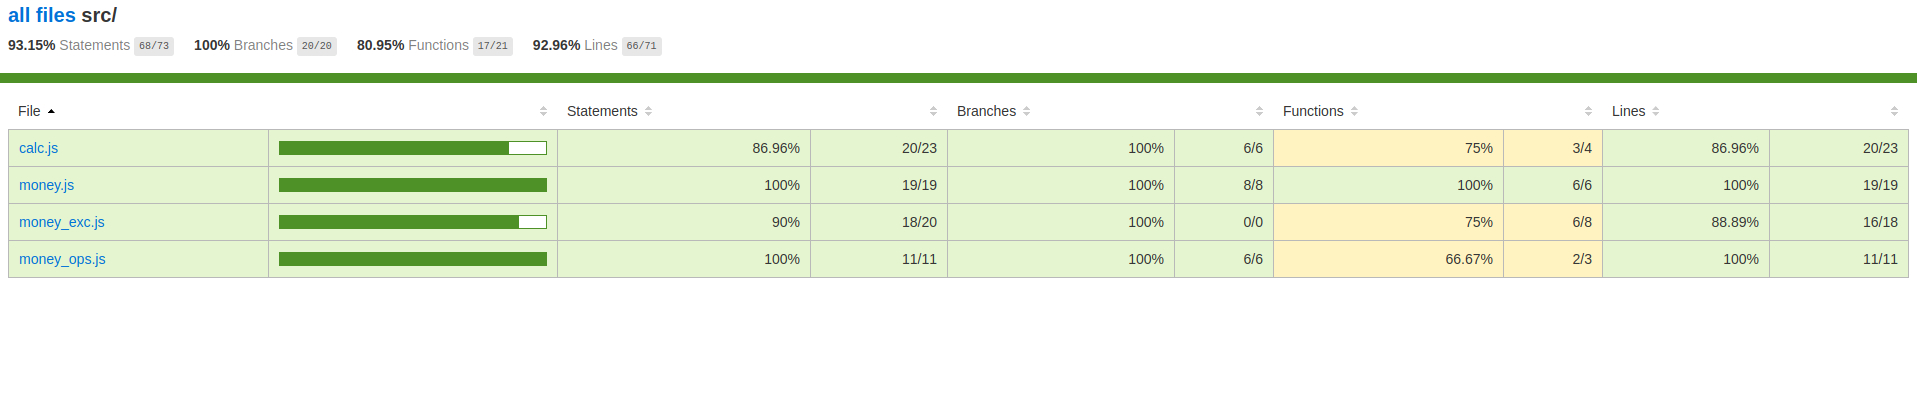 all files src/
93.15% Statements 68/73 100% Branches 20/20 80.95% Functions 17/21 92.96% Lines 66/71
File Statements Branches Functions Lines
calc.js 86.96% 20/23 100% 6/6 75% 3/4 86.96% 20/23
money.js 100% 19/19 100% 8/8 100% 6/6 100% 19/19
money_exc.js 90% 18/20 100% 0/0 75% 6/8 88.89% 16/18
money_ops.js 100% 11/11 100% 6/6 66.67% 2/3 100% 11/11